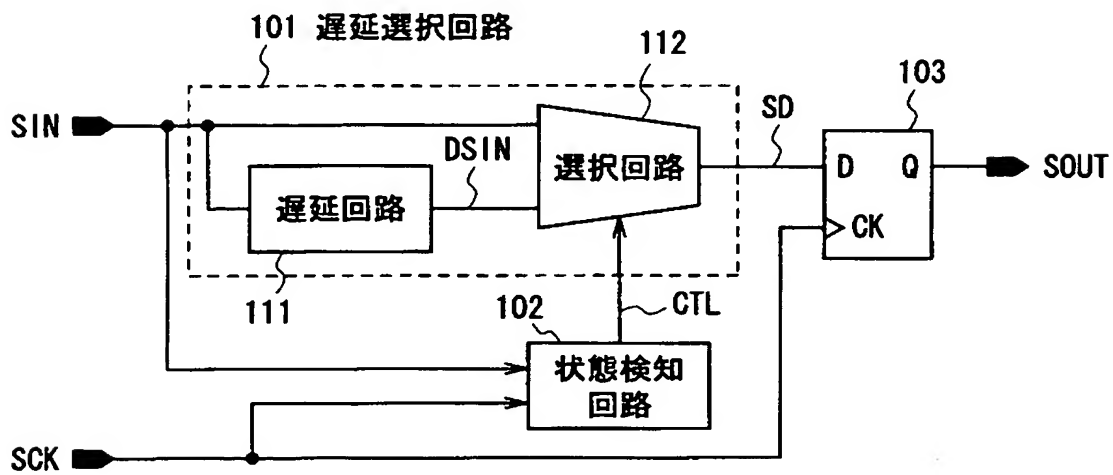 101 遅延選択回路
112
103
SIN
SD
DSIN
選択回路
D Q
SOUT
遅延回路
CK
111
102
CTL
状態検知
回路
SCK